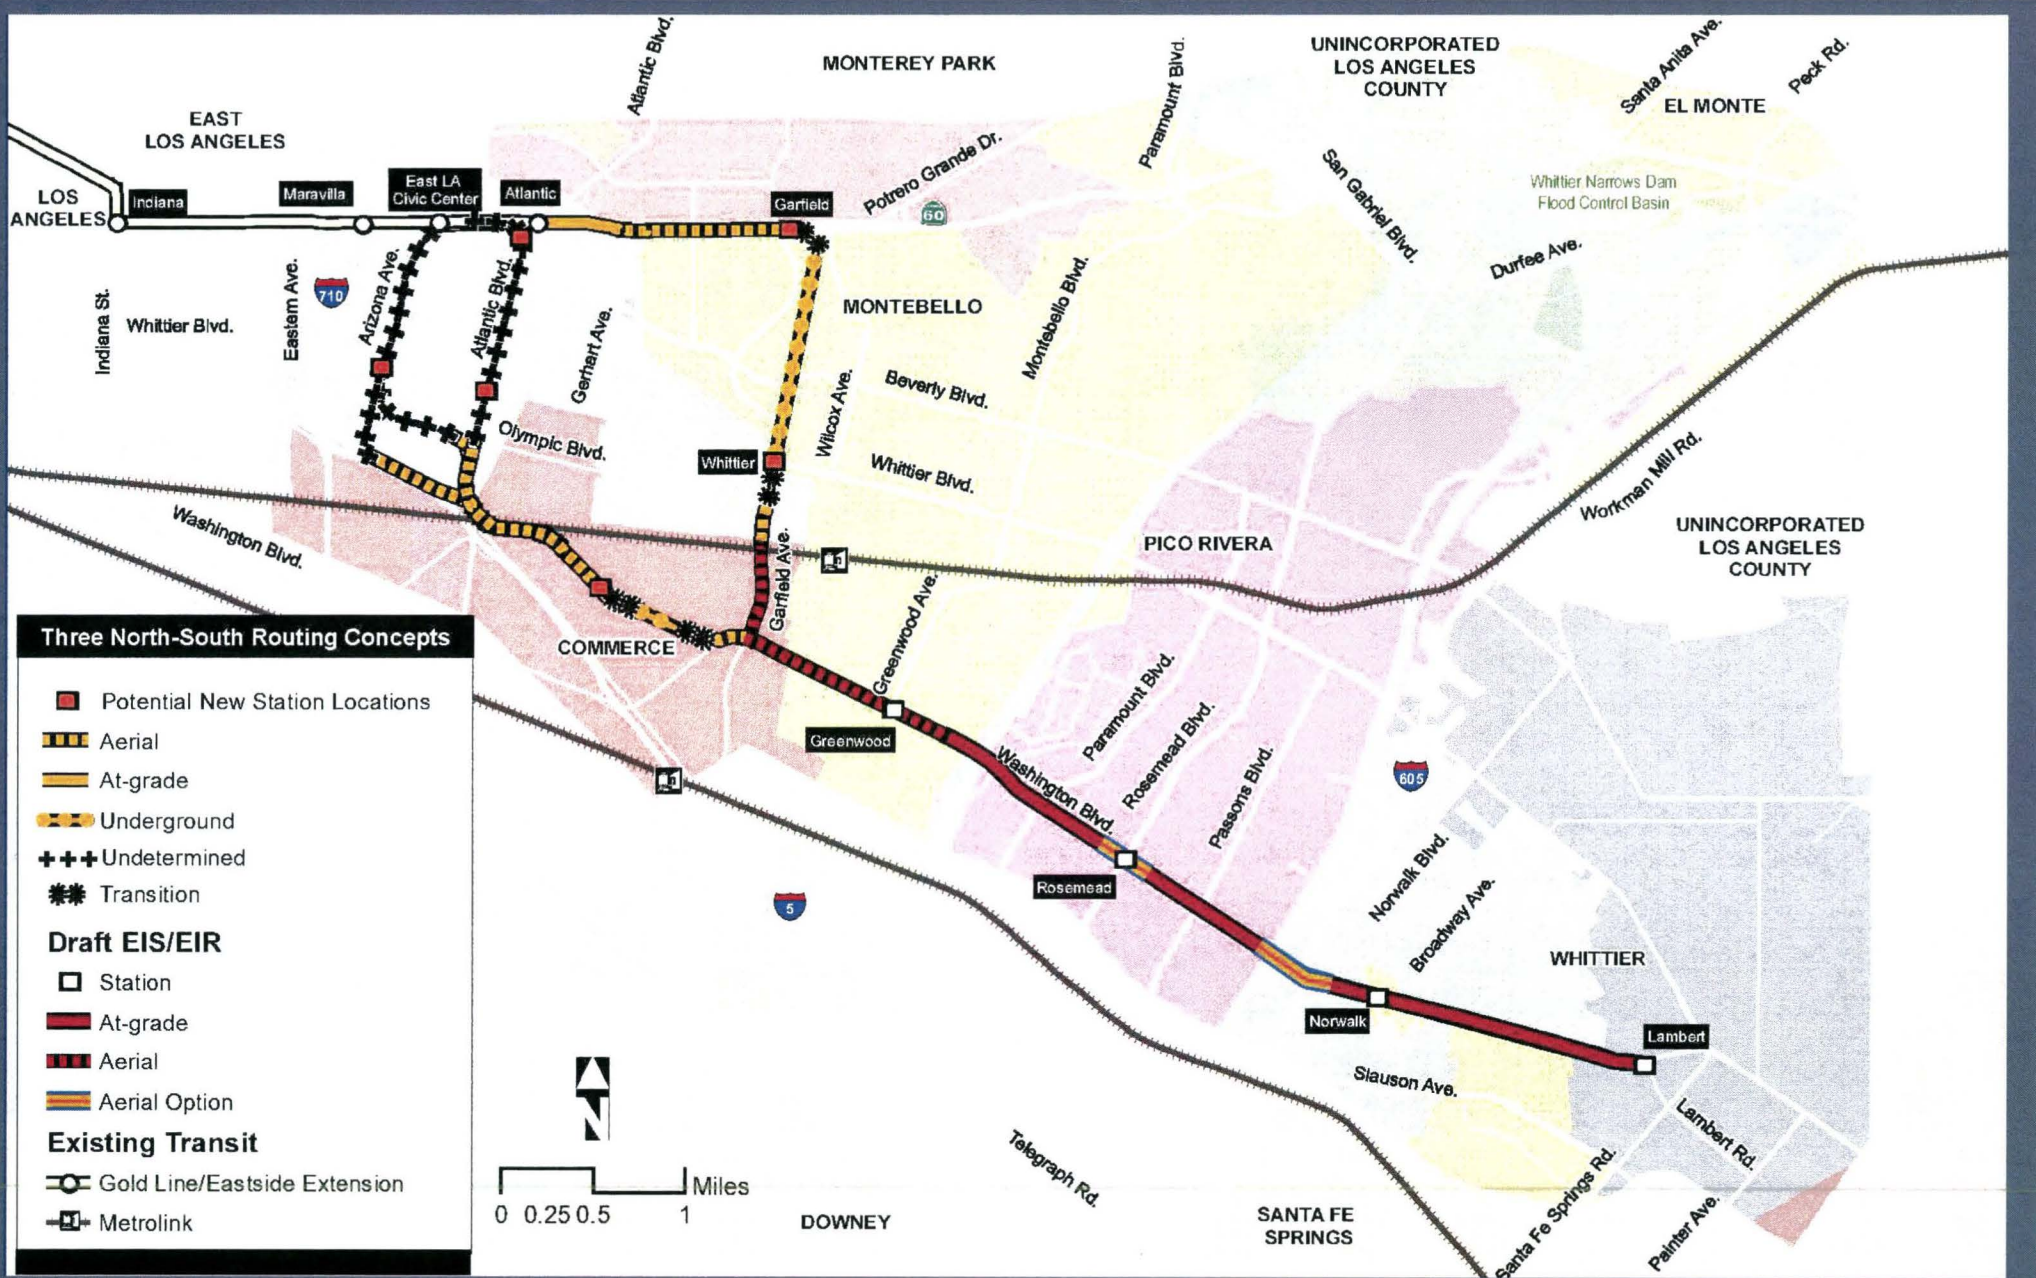 MONTEREY PARK
UNINCORPORATED
LOS ANGELES
COUNTY
Santa Anita Ave.
Peck Rd.
EL MONTE
Atlantic Blvd.
Paramount Blvd.
EAST
LOS ANGELES
LOS
ANGELES
Indiana
Maravilla
East LA
Civic Center
Atlantic
Garfield
Potrero Grande Dr.
60
San Gabriel Blvd.
Whittier Narrows Dam
Flood Control Basin
Durfee Ave.
Indiana St.
Whittier Blvd.
Eastern Ave.
710
Arizona Ave.
Atlantic Blvd.
Gerhart Ave.
MONTEBELLO
Montebello Blvd.
Wilcox Ave.
Beverly Blvd.
Olympic Blvd.
Whittier
Whittier Blvd.
Workman Mill Rd.
UNINCORPORATED
LOS ANGELES
COUNTY
Washington Blvd.
Garfield Ave.
PICO RIVERA
Greenwood Ave.
COMMERCE
Greenwood
Washington Blvd.
Paramount Blvd.
Rosemead Blvd.
Passons Blvd.
605
Rosemead
5
Norwalk Blvd.
Broadway Ave.
WHITTIER
Norwalk
Lambert
Slauson Ave.
Lambert Rd.
Santa Fe Springs Rd.
Painter Ave.
Telegraph Rd.
DOWNEY
SANTA FE
SPRINGS
Three North-South Routing Concepts
Potential New Station Locations
Aerial
At-grade
Underground
Undetermined
Transition
Draft EIS/EIR
Station
At-grade
Aerial
Aerial Option
Existing Transit
Gold Line/Eastside Extension
Metrolink
N
Miles
0 0.25 0.5 1